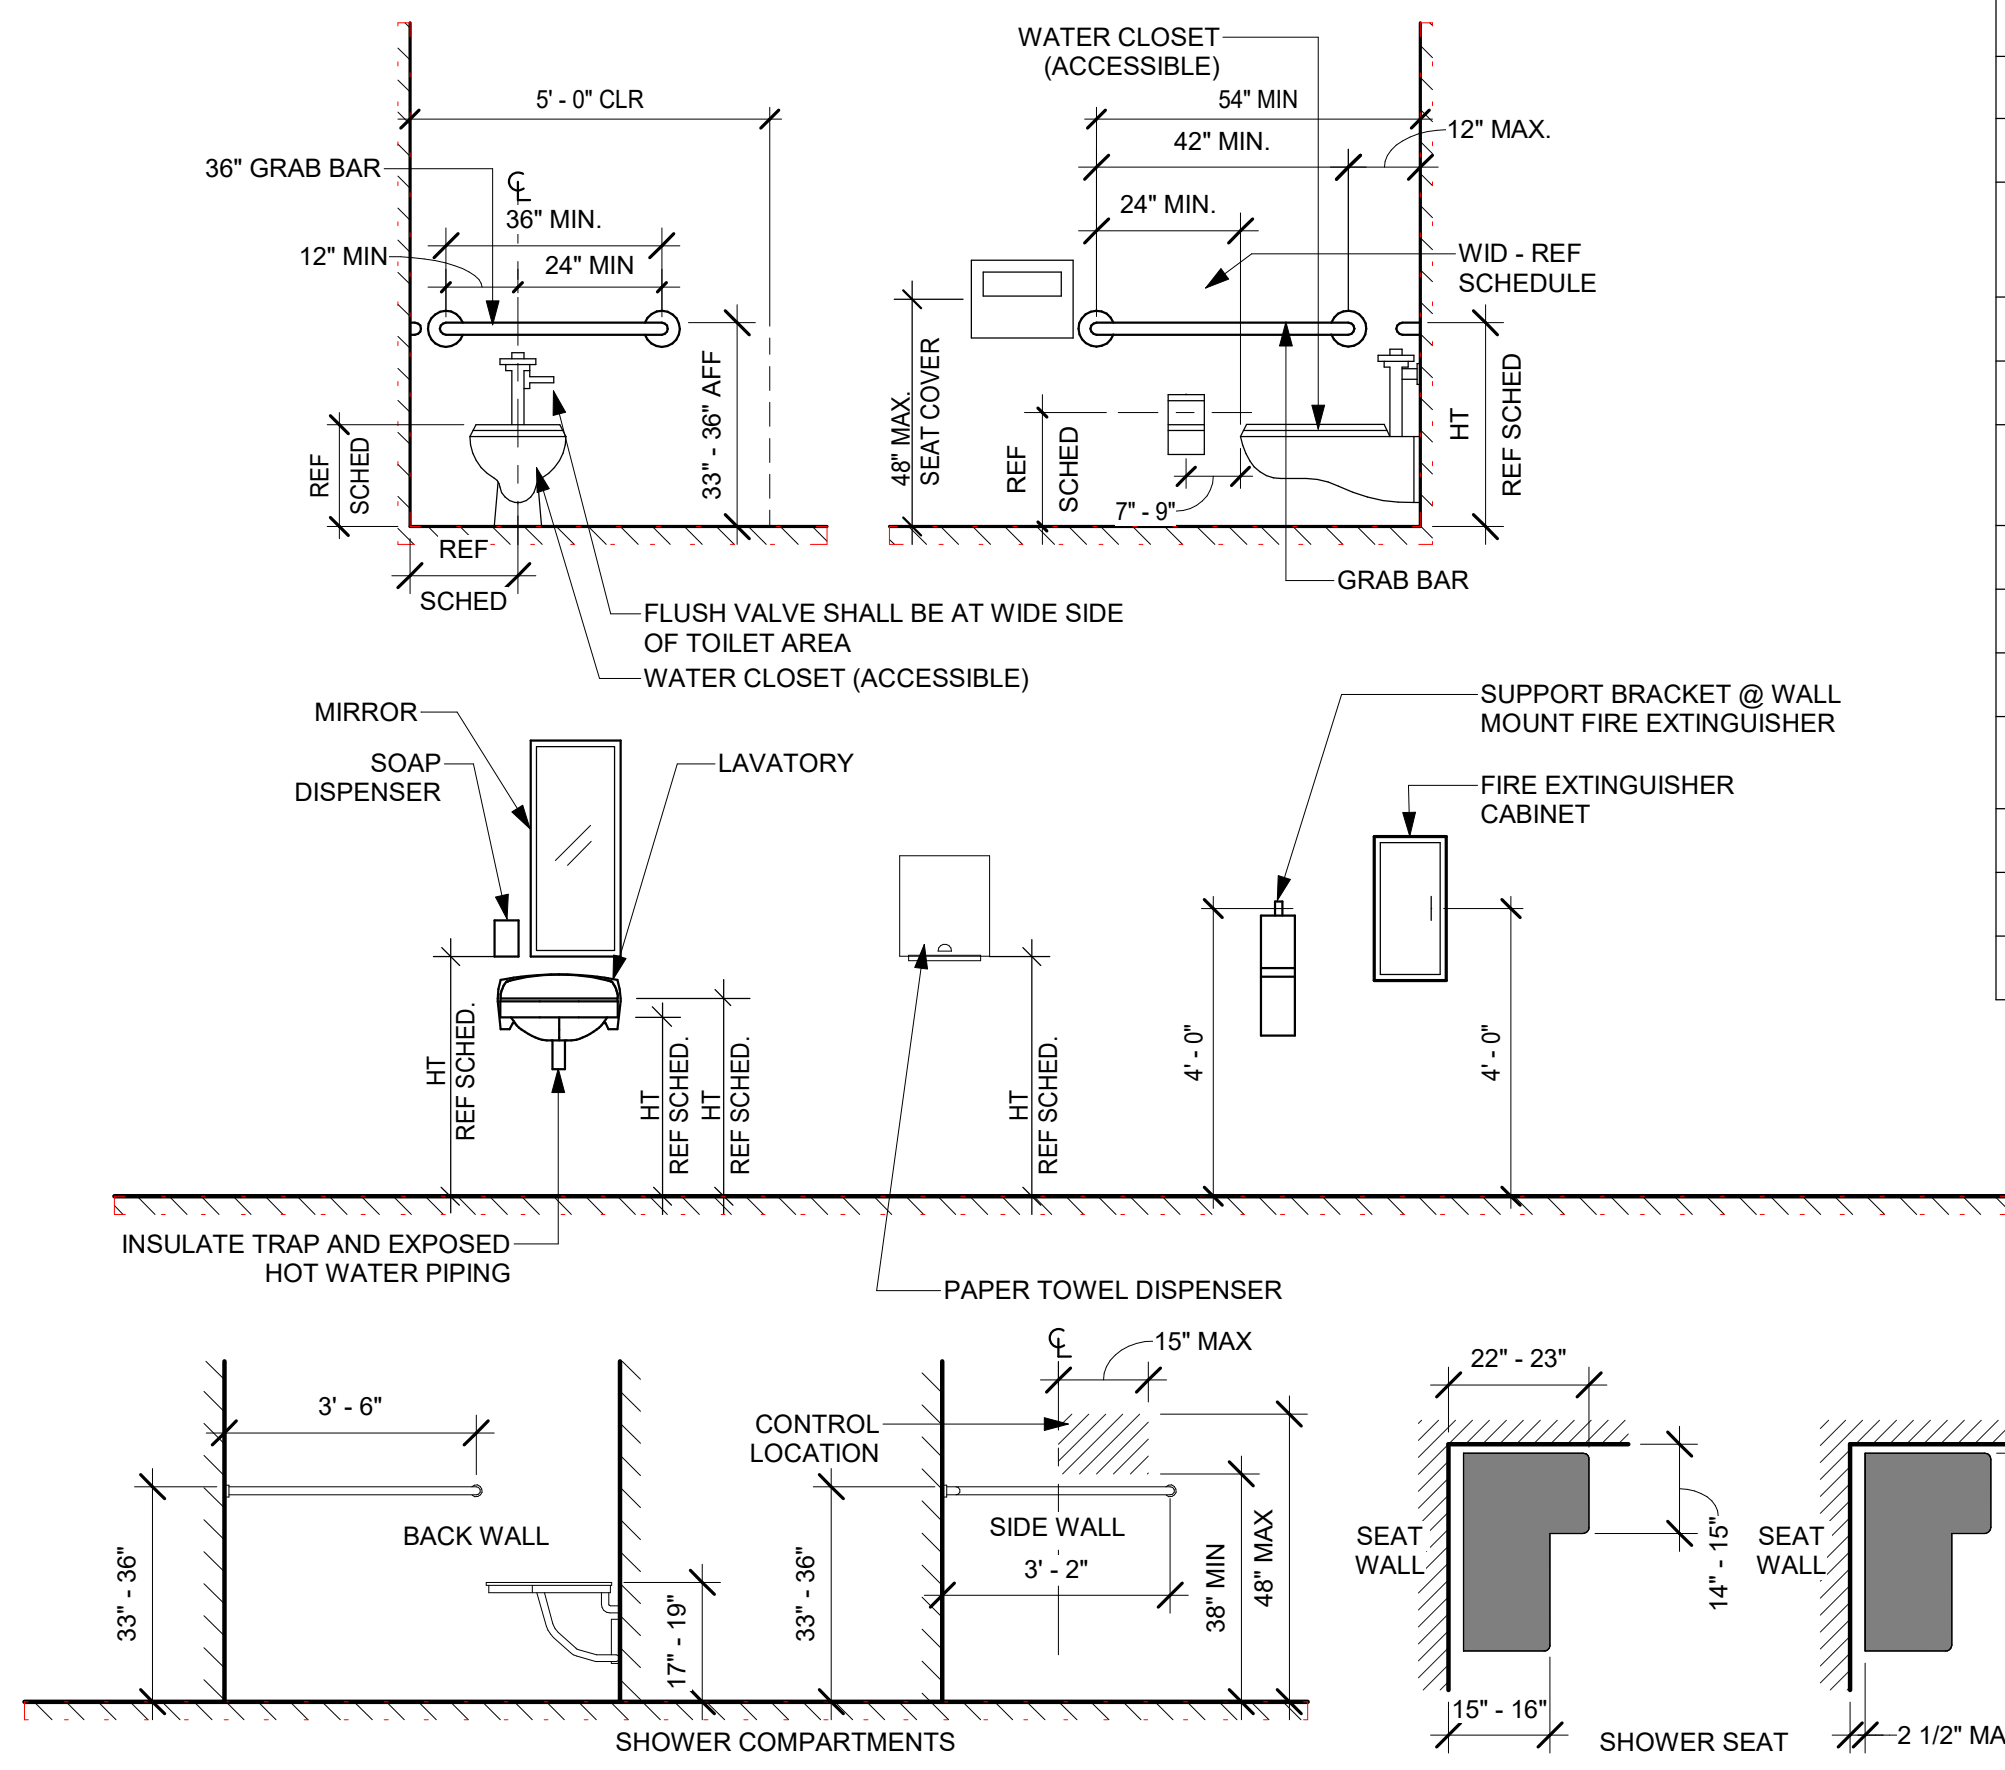 WATER CLOSET
(ACCESSIBLE)
5' - 0" CLR
54" MIN
12" MAX.
42" MIN.
36" GRAB BAR
36" MIN.
24" MIN.
12" MIN
24" MIN
WID - REF
SCHEDULE
33" - 36" AFF
48" MAX.
SEAT COVER
REF
SCHED
HT
REF SCHED
REF
SCHED
7" - 9"
REF
SCHED
GRAB BAR
FLUSH VALVE SHALL BE AT WIDE SIDE
OF TOILET AREA
WATER CLOSET (ACCESSIBLE)
MIRROR
SOAP
DISPENSER
LAVATORY
SUPPORT BRACKET @ WALL
MOUNT FIRE EXTINGUISHER
FIRE EXTINGUISHER
CABINET
HT
REF SCHED.
HT
REF SCHED.
HT
REF SCHED.
HT
REF SCHED.
4' - 0"
4' - 0"
INSULATE TRAP AND EXPOSED
HOT WATER PIPING
PAPER TOWEL DISPENSER
15" MAX
22" - 23"
3' - 6"
CONTROL
LOCATION
BACK WALL
SIDE WALL
3' - 2"
33" - 36"
17" - 19"
33" - 36"
38" MIN
48" MAX
SEAT
WALL
14" - 15"
SEAT
WALL
15" - 16"
SHOWER COMPARTMENTS
SHOWER SEAT
2 1/2" MA